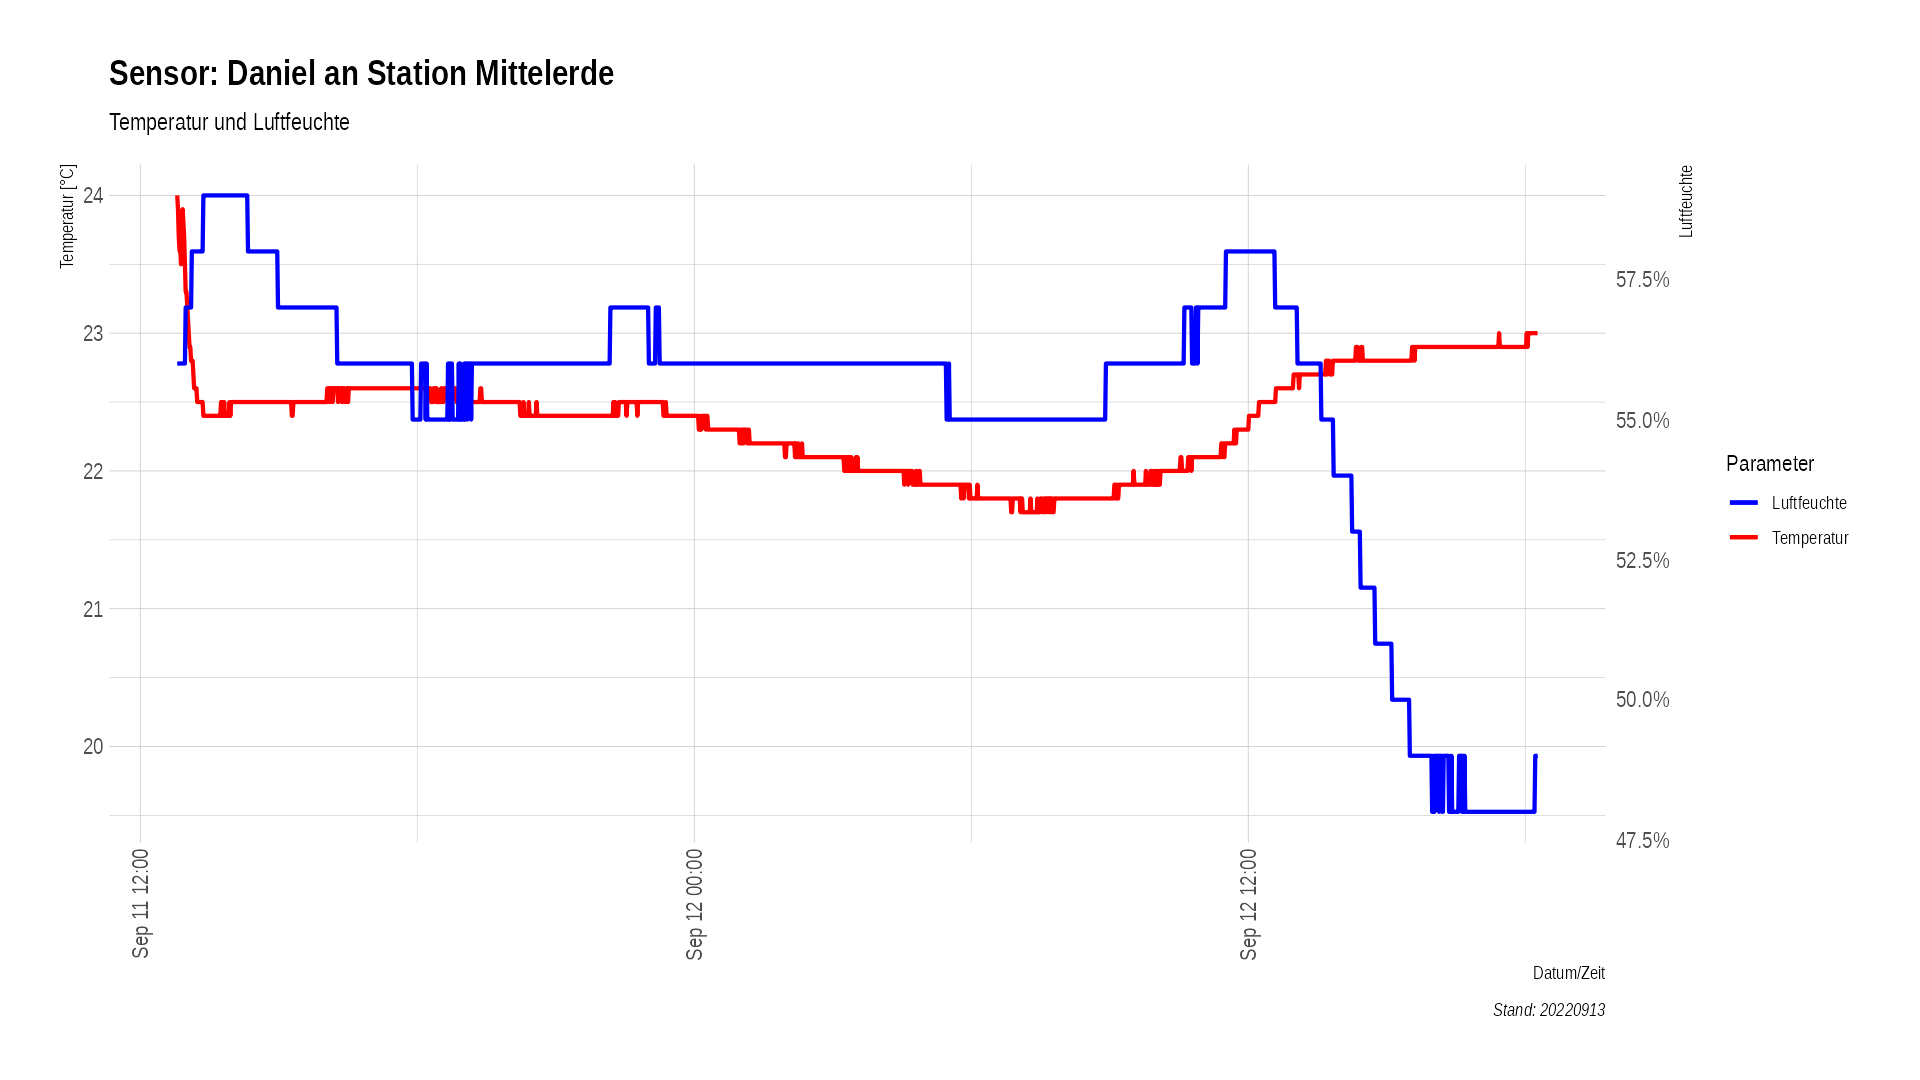 Sensor: Daniel an Station Mittelerde
Temperatur und Luftfeuchte
Temperatur [°C]
24
23
22
21
20
Luftfeuchte
57.5%
55.0%
52.5%
50.0%
47.5%
Sep 11 12:00
Sep 12 00:00
Sep 12 12:00
Datum/Zeit
Parameter
Luftfeuchte
Temperatur
Stand: 20220913